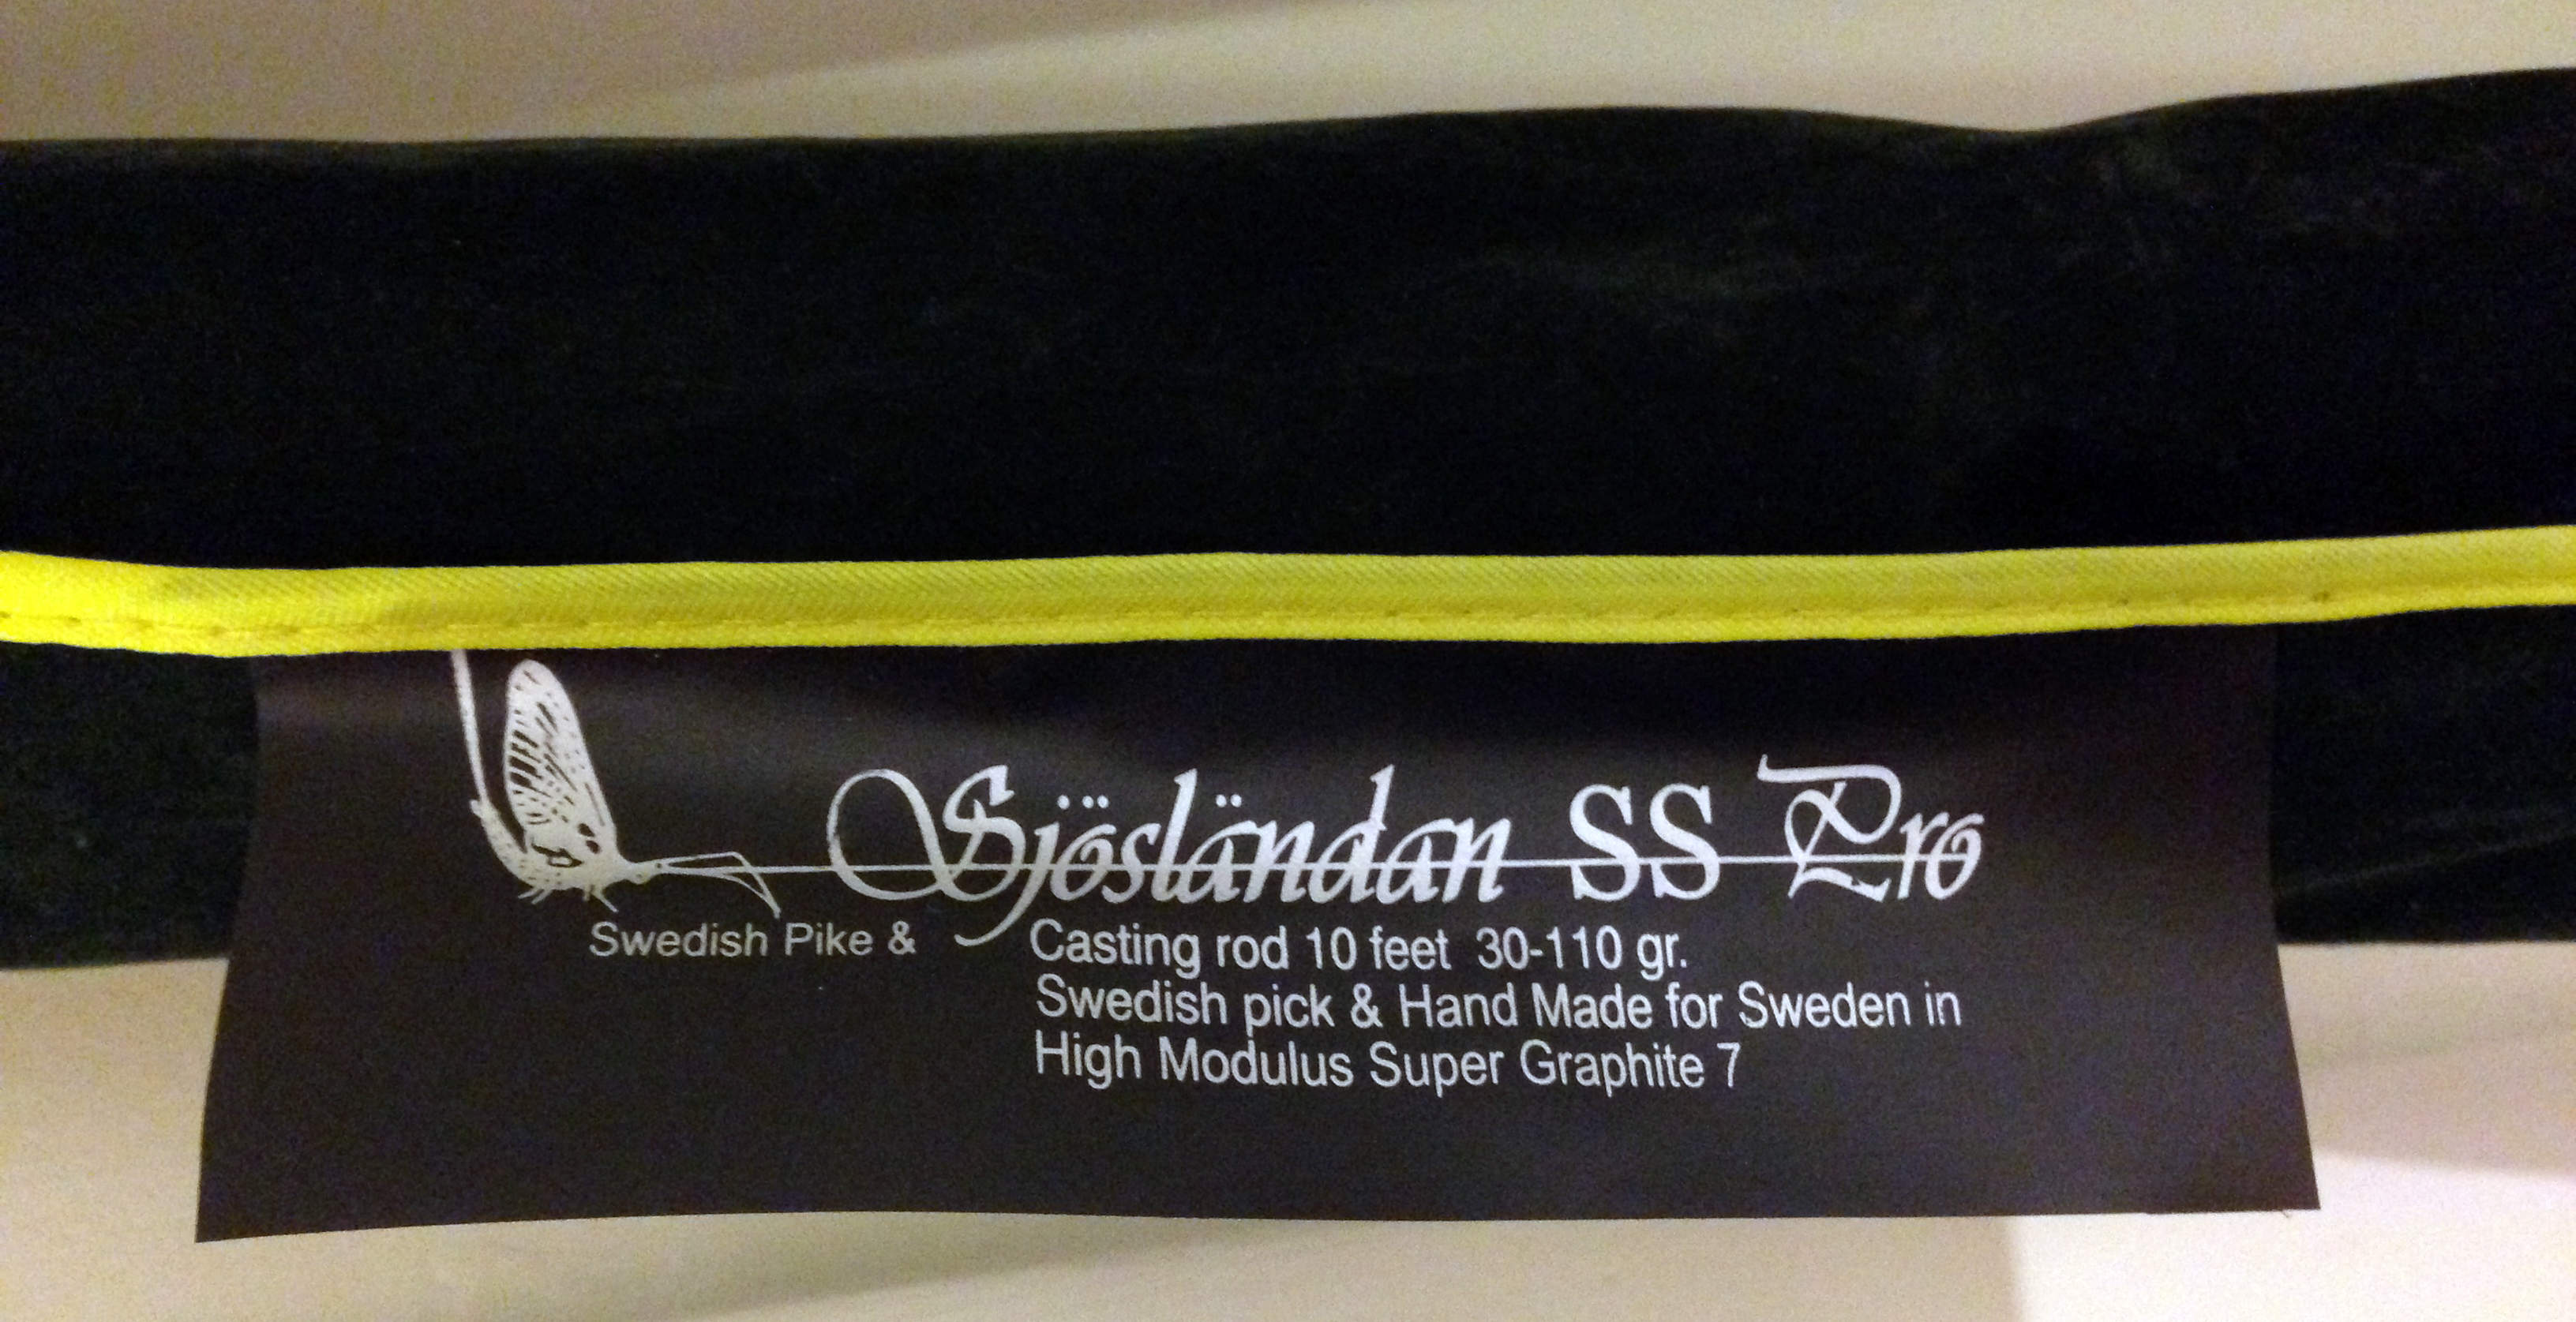 Sjösländan SS Pro
Swedish Pike & Casting rod 10 feet 30-110 gr.
Swedish pick & Hand Made for Sweden in
High Modulus Super Graphite 7